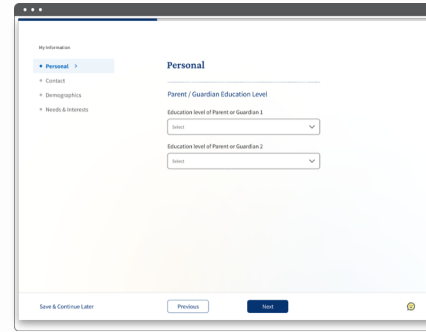 My Information
Personal
Contact
Demographics
Needs & Interests
Personal
Parent / Guardian Education Level
Education level of Parent or Guardian 1
Select
Education level of Parent or Guardian 2
Select
Save & Continue Later
Previous
Next